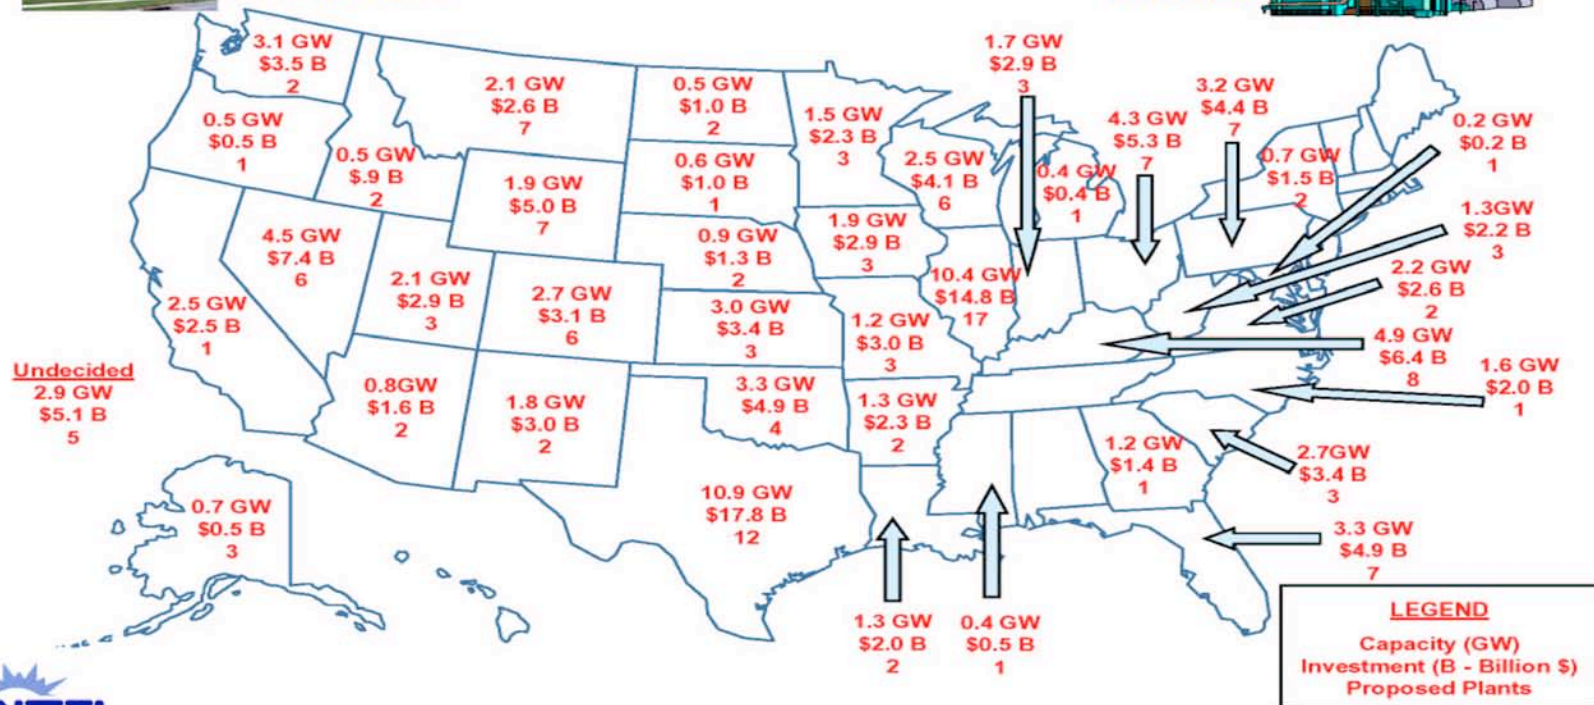 3.1 GW
$3.5 B
2
0.5 GW
$0.5 B
1
0.5 GW
$.9 B
2
2.1 GW
$2.6 B
7
1.9 GW
$5.0 B
7
0.5 GW
$1.0 B
2
0.6 GW
$1.0 B
1
0.9 GW
$1.3 B
2
1.5 GW
$2.3 B
3
2.5 GW
$4.1 B
6
1.9 GW
$2.9 B
3
1.7 GW
$2.9 B
3
0.4 GW
$0.4 B
1
4.3 GW
$5.3 B
7
3.2 GW
$4.4 B
7
0.7 GW
$1.5 B
2
0.2 GW
$0.2 B
1
1.3GW
$2.2 B
3
2.2 GW
$2.6 B
2
4.9 GW
$6.4 B
8
1.6 GW
$2.0 B
1
2.5 GW
$2.5 B
1
4.5 GW
$7.4 B
6
2.1 GW
$2.9 B
3
2.7 GW
$3.1 B
6
3.0 GW
$3.4 B
3
1.2 GW
$3.0 B
3
10.4 GW
$14.8 B
17
Undecided
2.9 GW
$5.1 B
5
0.8GW
$1.6 B
2
1.8 GW
$3.0 B
2
3.3 GW
$4.9 B
4
1.3 GW
$2.3 B
2
1.2 GW
$1.4 B
1
2.7GW
$3.4 B
3
0.7 GW
$0.5 B
3
10.9 GW
$17.8 B
12
3.3 GW
$4.9 B
7
1.3 GW
$2.0 B
2
0.4 GW
$0.5 B
1
LEGEND
Capacity (GW)
Investment (B - Billion $)
Proposed Plants